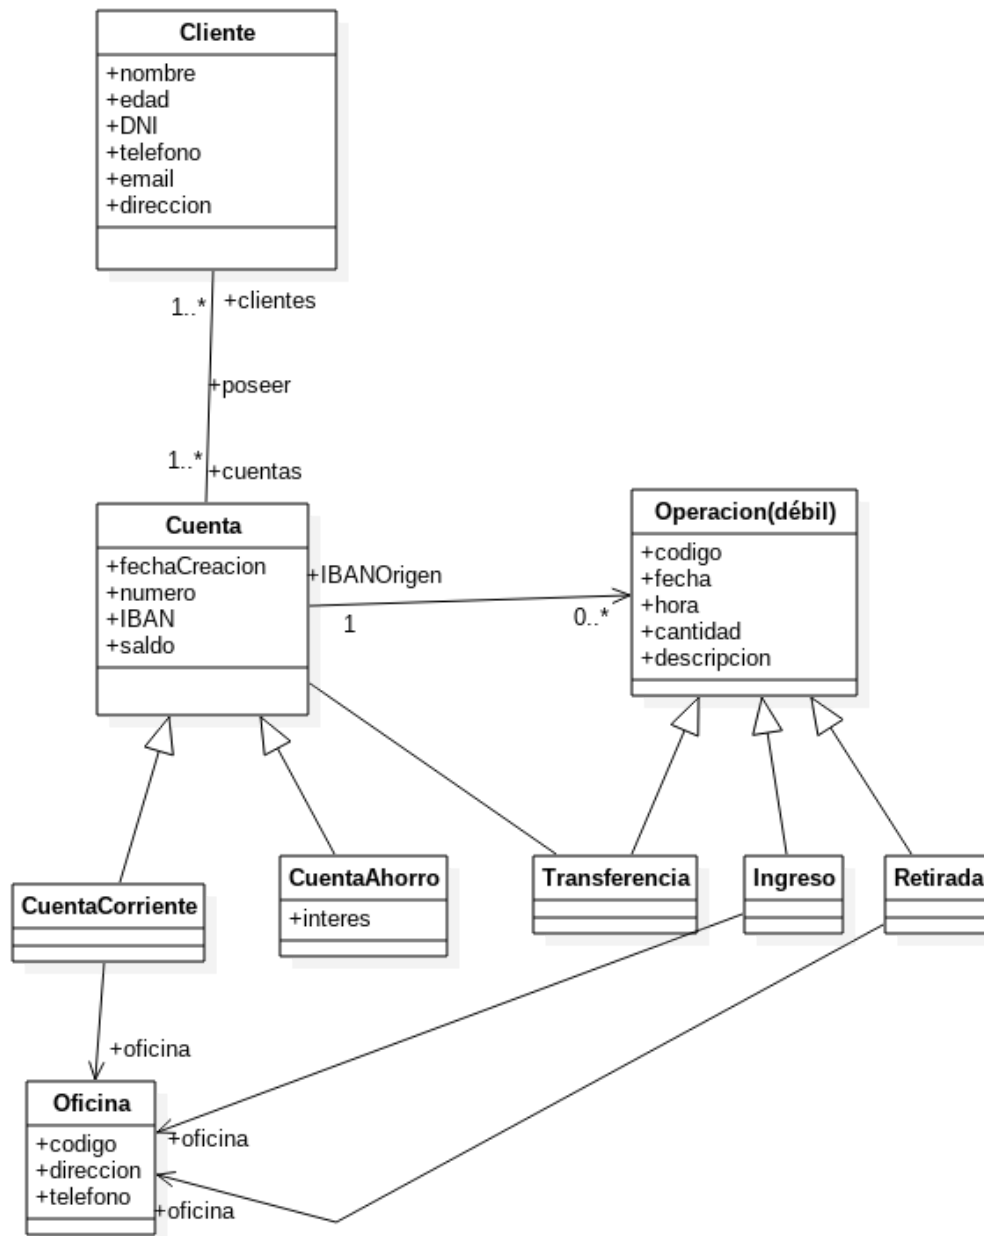 Cliente
+nombre
+edad
+DNI
+telefono
+email
+direccion
1..*
+clientes
+poseer
1..*
+cuentas
Cuenta
+fechaCreacion
+numero
+IBAN
+saldo
+IBANOrigen
1
0..*
Operacion(débil)
+codigo
+fecha
+hora
+cantidad
+descripcion
CuentaCorriente
CuentaAhorro
+interes
Transferencia
Ingreso
Retirada
+oficina
Oficina
+codigo
+direccion
+telefono
+oficina
+oficina